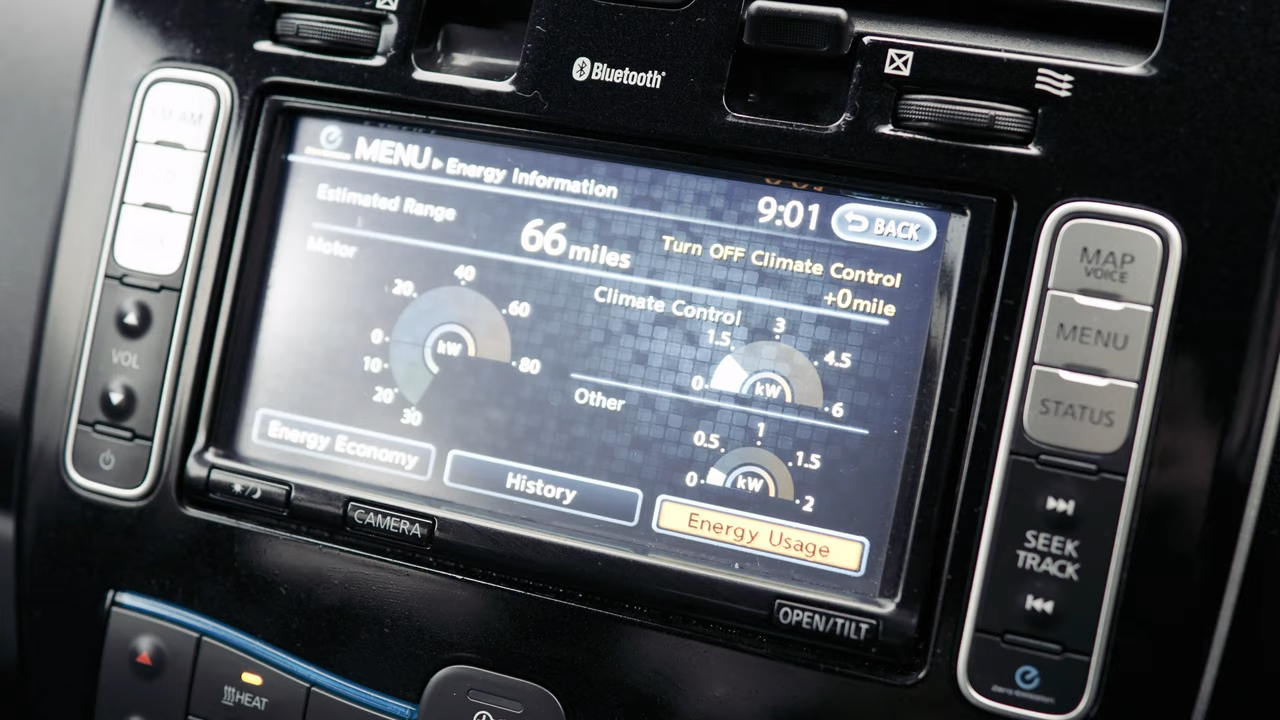 Bluetooth
MENU ▸ Energy Information
9:01
BACK
Estimated Range
66 miles
Turn OFF Climate Control
+0mile
Motor
40
20
60
0
80
10
20
30
kW
Climate Control
3
1.5
4.5
0
6
kW
Other
1
0.5
1.5
0
2
kW
Energy Economy
History
Energy Usage
VOL
CAMERA
OPEN/TILT
MAP
VOICE
MENU
STATUS
SEEK
TRACK
HEAT